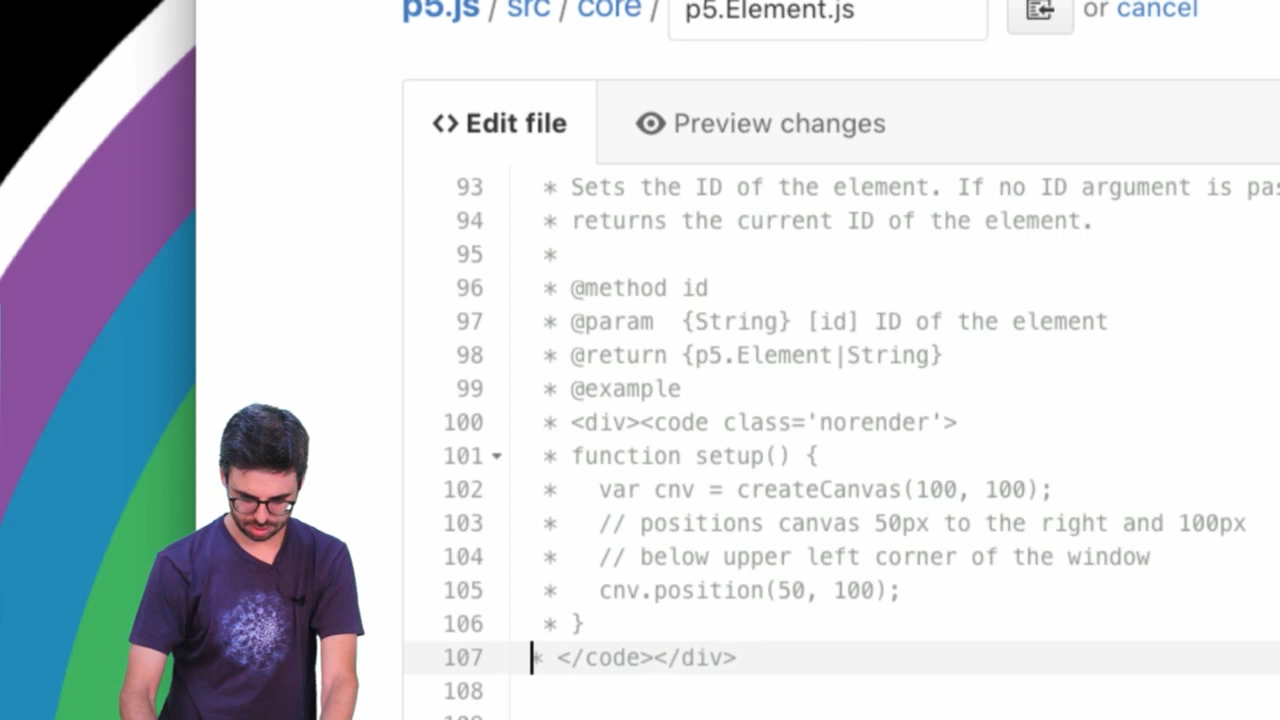 p5.js / src / core / p5.Element.js or cancel
Edit file Preview changes
93 * Sets the ID of the element. If no ID argument is pas
94 * returns the current ID of the element.
95 *
96 * @method id
97 * @param  {String} [id] ID of the element
98 * @return {p5.Element|String}
99 * @example
100 * <div><code class='norender'>
101 * function setup() {
102 *   var cnv = createCanvas(100, 100);
103 *   // positions canvas 50px to the right and 100px
104 *   // below upper left corner of the window
105 *   cnv.position(50, 100);
106 * }
107 * </code></div>
108